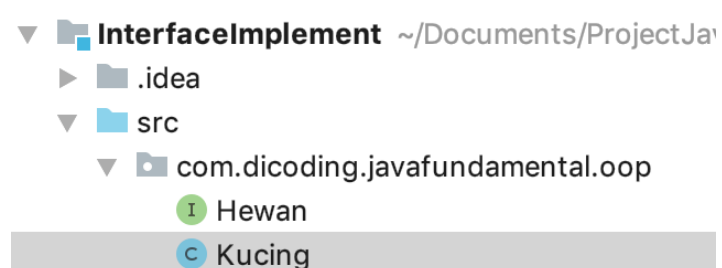 InterfaceImplement ~/Documents/ProjectJav
.idea
src
com.dicoding.javafundamental.oop
I Hewan
C Kucing